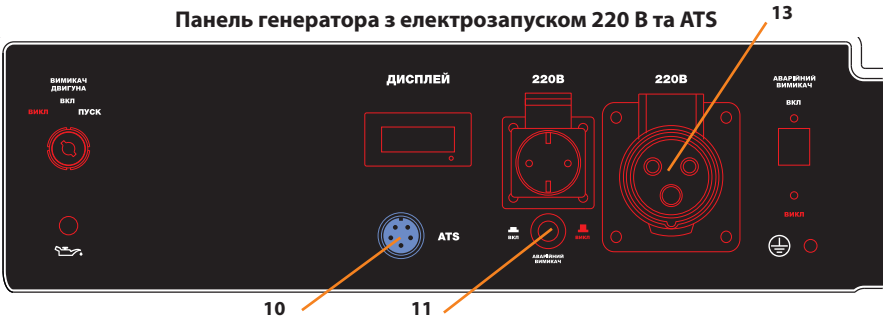 Панель генератора з електрозапуском 220 В та ATS
13
ВИМИКАЧ
ДВИГУНА
ВКЛ
ВИКЛ
ПУСК
ДИСПЛЕЙ
220В
220В
АВАРІЙНИЙ
ВИМИКАЧ
ВКЛ
ВИКЛ
ATS
ВКЛ
ВИКЛ
АВАРІЙНИЙ
ВИМИКАЧ
10
11